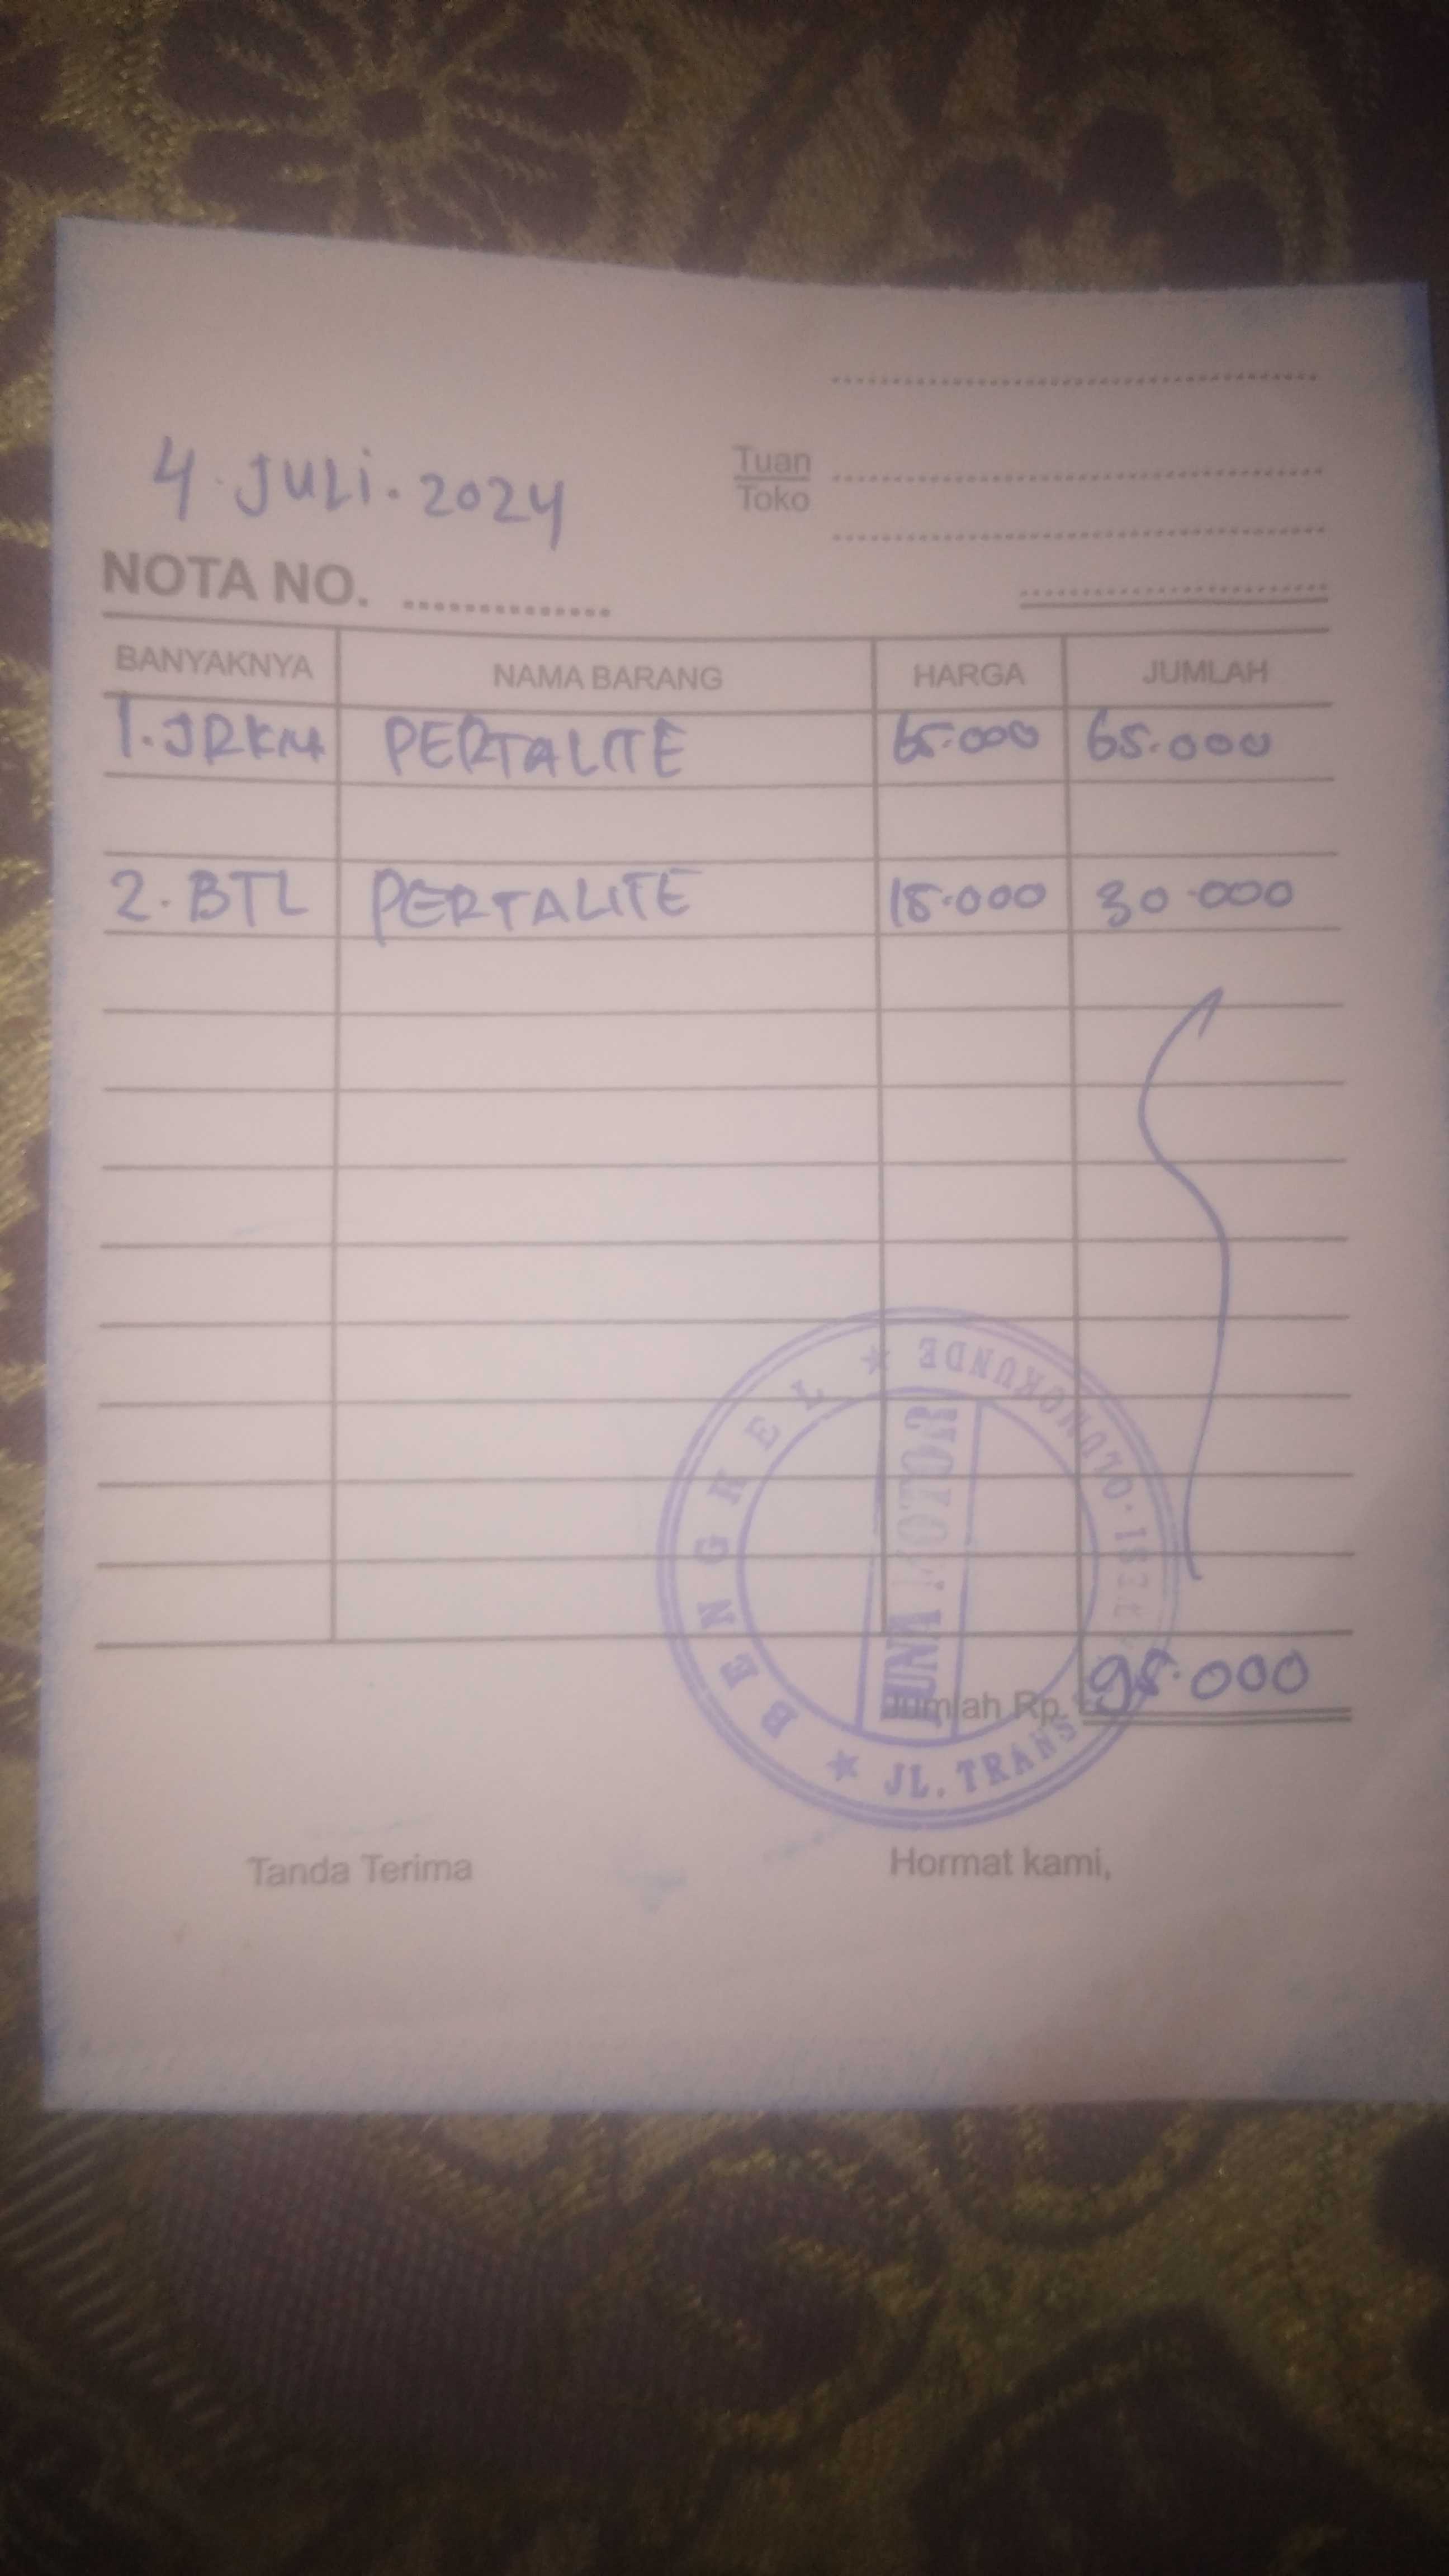 4 JULI. 2024
Tuan
Toko
NOTA NO.
BANYAKNYA NAMA BARANG HARGA JUMLAH
1. JRKN PERTALITE 65.000 65.000
2. BTL PERTALITE 15.000 30.000
BENGKEL
MOTOR
JL. TRANS
Jumlah Rp. 95.000
Tanda Terima Hormat kami,